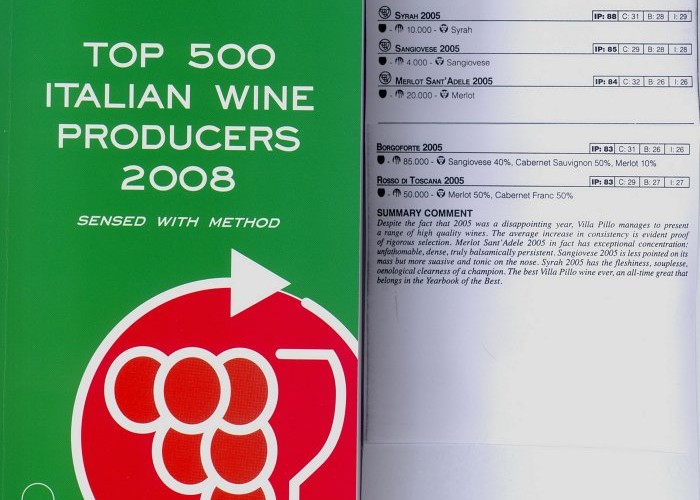 TOP 500
ITALIAN WINE
PRODUCERS
2008
SENSED WITH METHOD
SYRAH 2005 IP: 88 C: 31 B: 28 I: 29
- 10.000 - Syrah
SANGIOVESE 2005 IP: 85 C: 29 B: 28 I: 28
- 4.000 - Sangiovese
MERLOT SANT'ADELE 2005 IP: 84 C: 32 B: 26 I: 26
- 20.000 - Merlot
BORGOFORTE 2005 IP: 83 C: 31 B: 26 I: 26
- 85.000 - Sangiovese 40%, Cabernet Sauvignon 50%, Merlot 10%
ROSSO DI TOSCANA 2005 IP: 83 C: 29 B: 27 I: 27
- 50.000 - Merlot 50%, Cabernet Franc 50%
SUMMARY COMMENT
Despite the fact that 2005 was a disappointing year, Villa Pillo manages to present
a range of high quality wines. The average increase in consistency is evident proof
of rigorous selection. Merlot Sant'Adele 2005 in fact has exceptional concentration:
unfathomable, dense, truly balsamically persistent. Sangiovese 2005 is less pointed on its
mass but more suasive and tonic on the nose. Syrah 2005 has the fleshiness, souplesse,
oenological clearness of a champion. The best Villa Pillo wine ever, an all-time great that
belongs in the Yearbook of the Best.